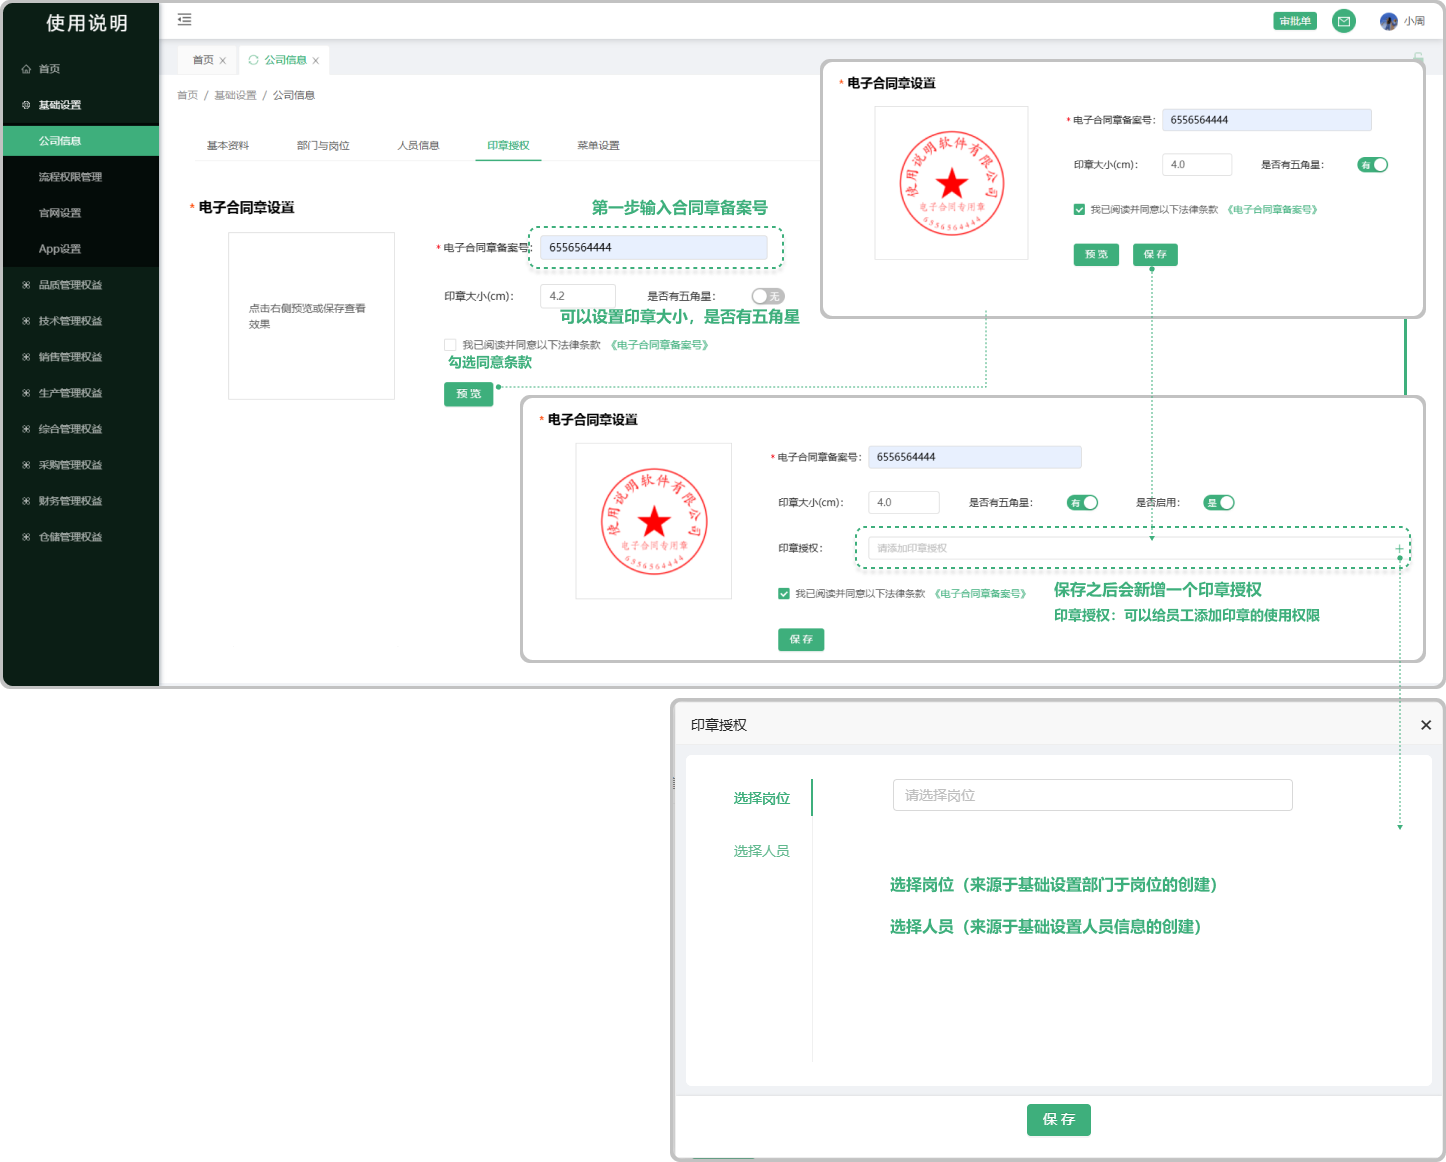 使用说明
首页
基础设置
公司信息
流程权限管理
官网设置
App设置
品质管理权益
技术管理权益
销售管理权益
生产管理权益
综合管理权益
采购管理权益
财务管理权益
仓储管理权益
审批单
小周
首页 ×
公司信息 ×
首页 / 基础设置 / 公司信息
基本资料
部门与岗位
人员信息
印章授权
菜单设置
* 电子合同章设置
点击右侧预览或保存查看
效果
第一步输入合同章备案号
* 电子合同章备案号:
6556564444
印章大小(cm):
4.2
是否有五角星:
无
可以设置印章大小，是否有五角星
我已阅读并同意以下法律条款 《电子合同章备案号》
勾选同意条款
预 览
* 电子合同章设置
使用说明软件有限公司
电子合同专用章
6556564444
* 电子合同章备案号:
6556564444
印章大小(cm):
4.0
是否有五角星:
有
我已阅读并同意以下法律条款 《电子合同章备案号》
预 览
保 存
* 电子合同章设置
使用说明软件有限公司
电子合同专用章
6556564444
* 电子合同章备案号:
6556564444
印章大小(cm):
4.0
是否有五角星:
有
是否启用:
是
印章授权:
请添加印章授权
+
我已阅读并同意以下法律条款 《电子合同章备案号》
保存之后会新增一个印章授权
印章授权：可以给员工添加印章的使用权限
保 存
印章授权
×
选择岗位
请选择岗位
选择人员
选择岗位（来源于基础设置部门于岗位的创建）
选择人员（来源于基础设置人员信息的创建）
保 存